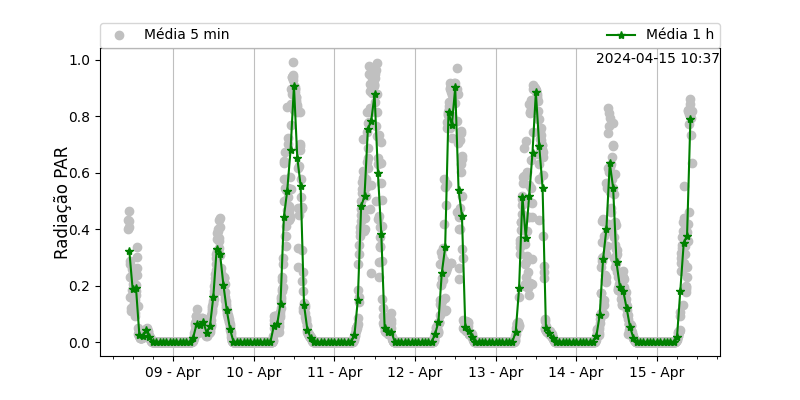 Média 5 min
Média 1 h
2024-04-15 10:37
Radiação PAR
1.0
0.8
0.6
0.4
0.2
0.0
09 - Apr
10 - Apr
11 - Apr
12 - Apr
13 - Apr
14 - Apr
15 - Apr